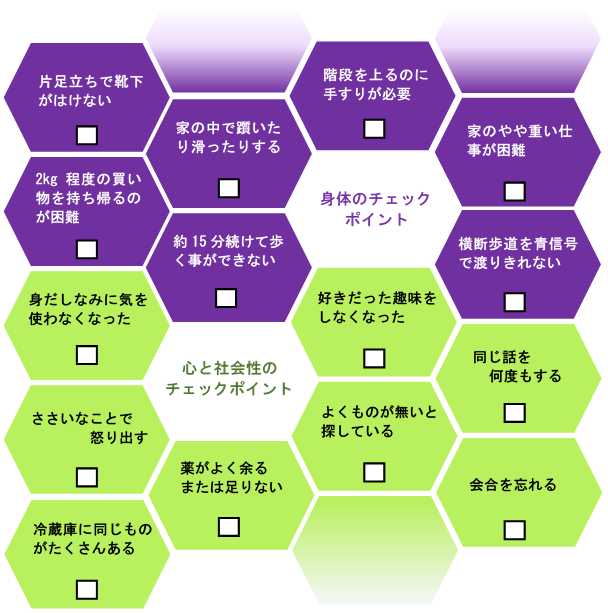 片足立ちで靴下
がはけない
家の中で躓いた
り滑ったりする
階段を上るのに
手すりが必要
家のやや重い仕
事が困難
2kg 程度の買い
物を持ち帰るの
が困難
約 15 分続けて歩
く事ができない
身体のチェック
ポイント
横断歩道を青信号
で渡りきれない
身だしなみに気を
使わなくなった
心と社会性の
チェックポイント
好きだった趣味を
しなくなった
同じ話を
何度もする
ささいなことで
怒り出す
薬がよく余る
または足りない
よくものが無いと
探している
会合を忘れる
冷蔵庫に同じもの
がたくさんある